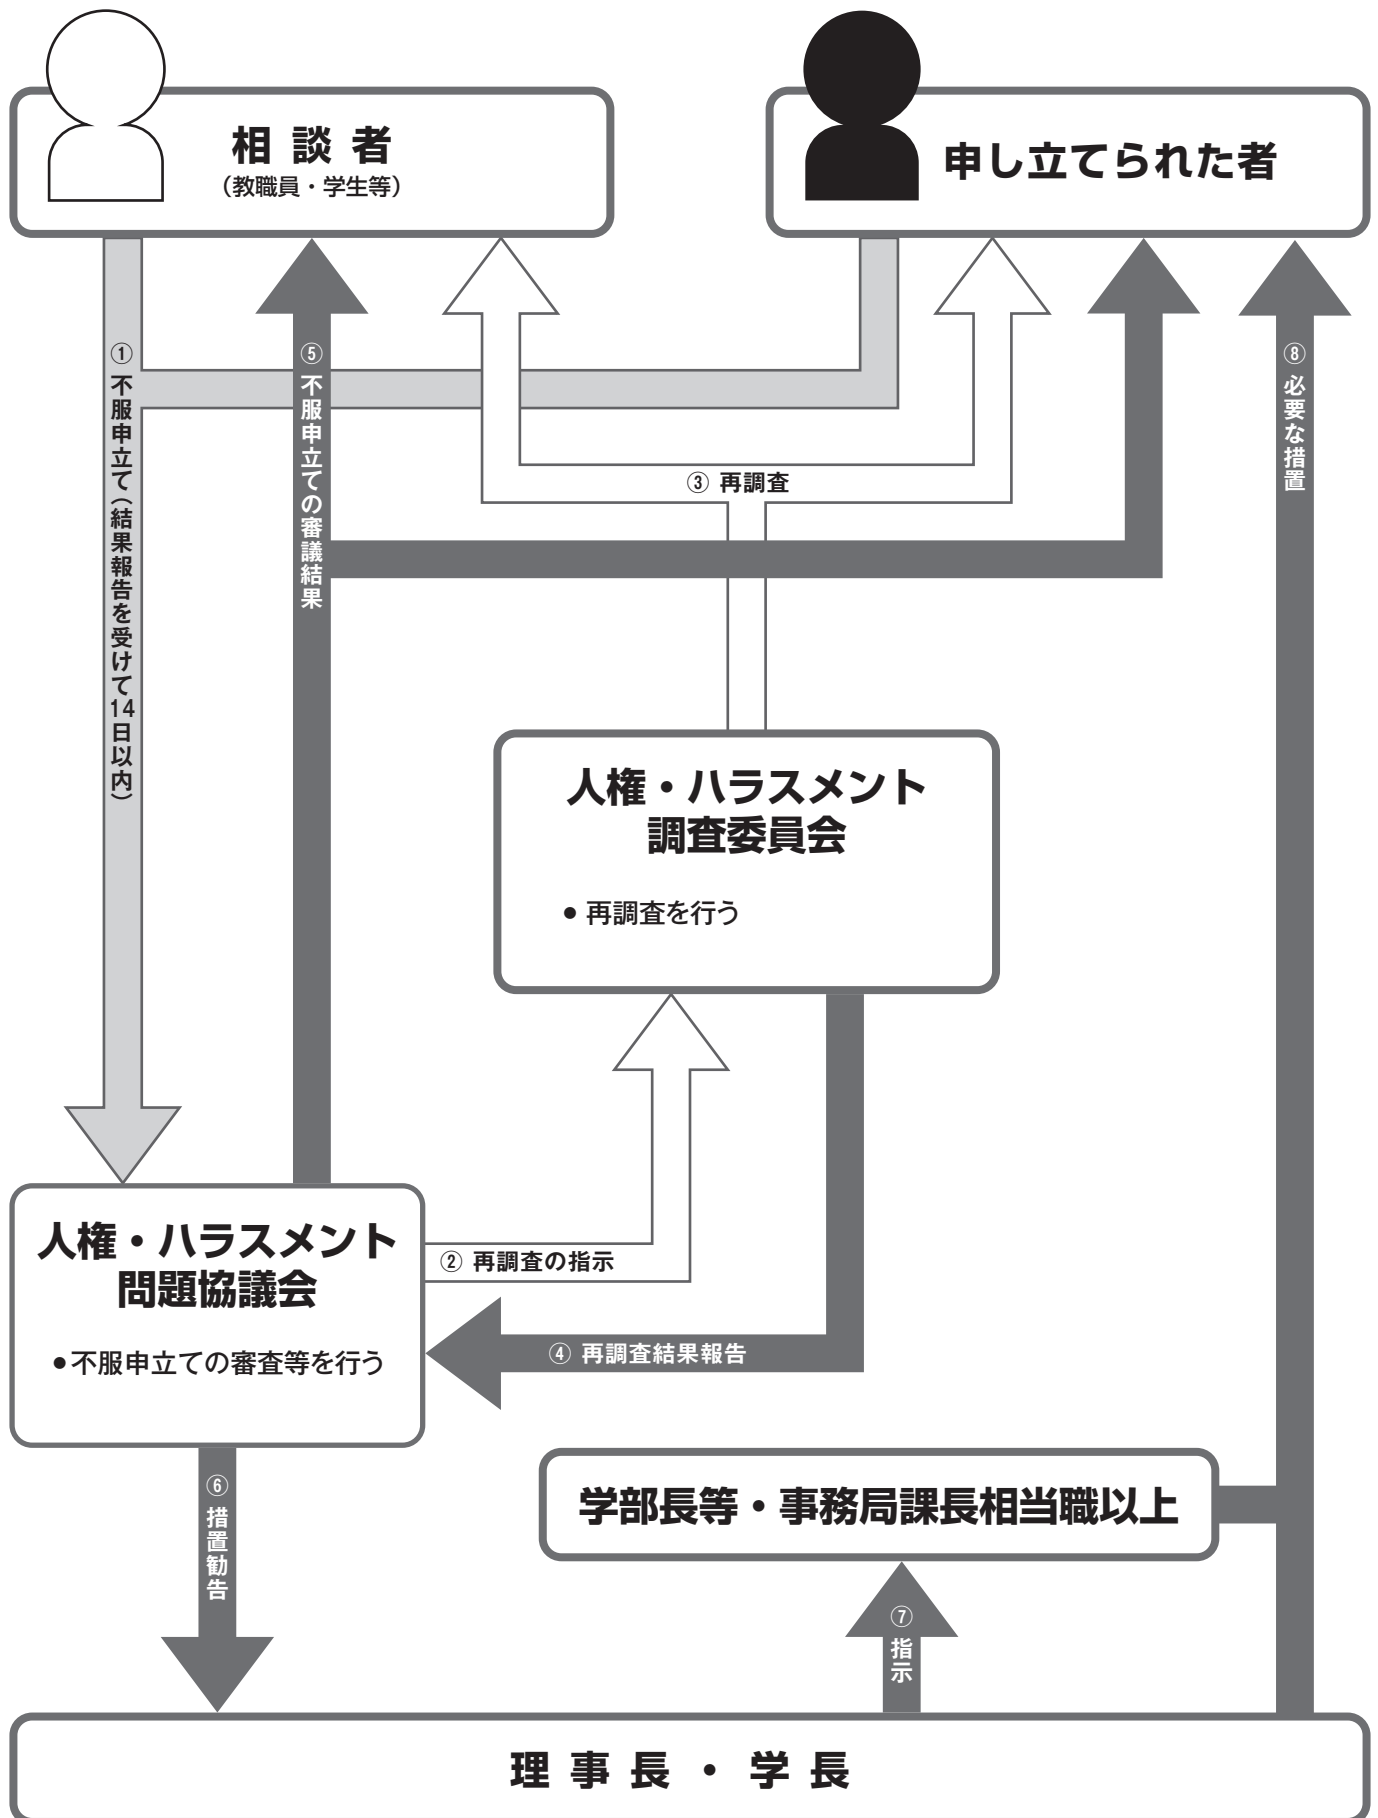 相談者
（教職員・学生等）
申し立てられた者
① 不服申立て（結果報告を受けて14日以内）
⑤ 不服申立ての審議結果
⑧ 必要な措置
③ 再調査
人権・ハラスメント
調査委員会
• 再調査を行う
人権・ハラスメント
問題協議会
•不服申立ての審査等を行う
② 再調査の指示
④ 再調査結果報告
⑥ 措置勧告
学部長等・事務局課長相当職以上
⑦ 指示
理事長・学長